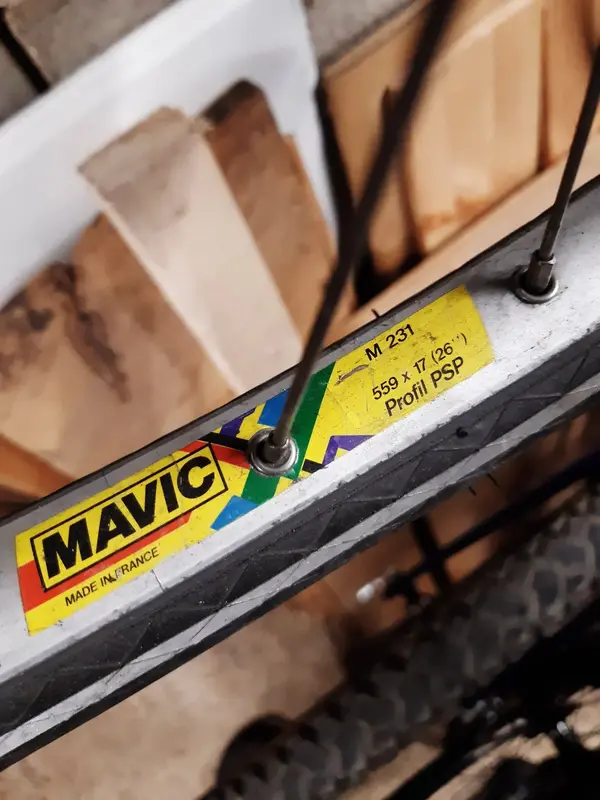 MAVIC
MADE IN FRANCE
M 231
559 x 17 (26'')
Profil PSP